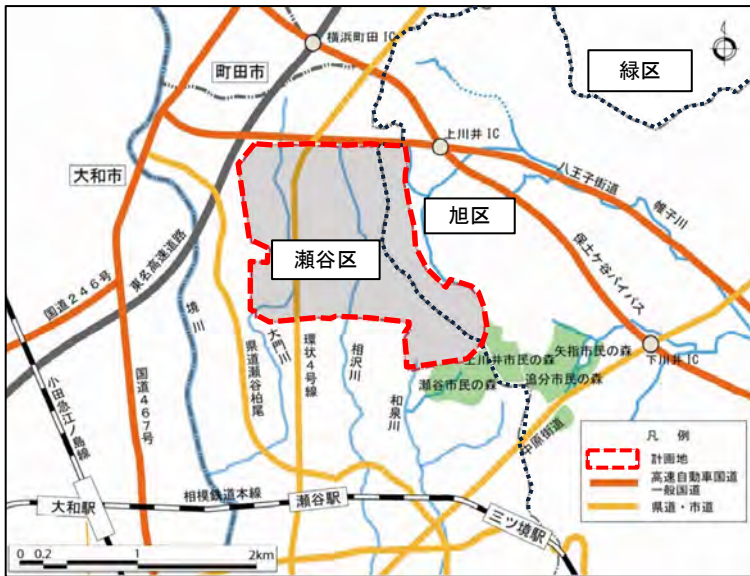 横浜町田IC
町田市
緑区
上川井IC
大和市
八王子街道
帷子川
旭区
東名高速道路
瀬谷区
保土ケ谷バイパス
国道246号
境川
大門川
環状4号線
相沢川
県道瀬谷柏尾
上川井市民の森
矢指市民の森
下川井IC
瀬谷市民の森
追分市民の森
小田急江ノ島線
国道467号
和泉川
中原街道
凡例
計画地
高速自動車国道
一般国道
県道・市道
相模鉄道本線
大和駅
瀬谷駅
三ツ境駅
0 0.2 1 2km